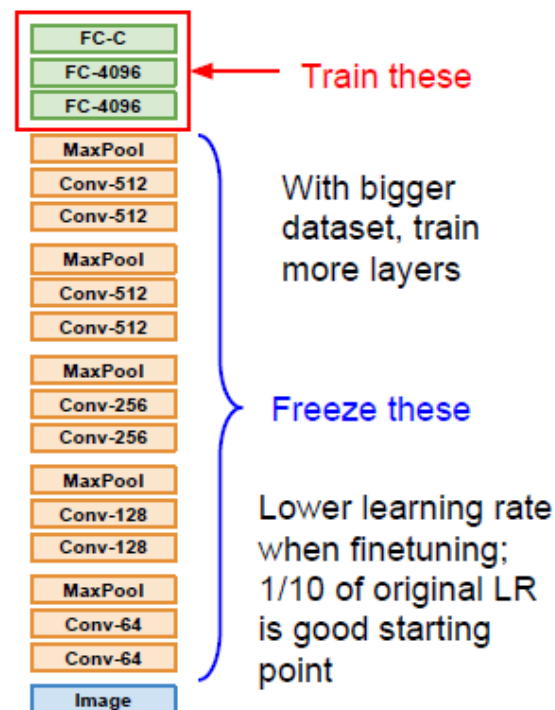 FC-C
FC-4096
FC-4096
Train these
MaxPool
Conv-512
Conv-512
With bigger
dataset, train
more layers
MaxPool
Conv-512
Conv-512
MaxPool
Conv-256
Conv-256
Freeze these
MaxPool
Conv-128
Conv-128
Lower learning rate
when finetuning;
1/10 of original LR
is good starting
point
MaxPool
Conv-64
Conv-64
Image